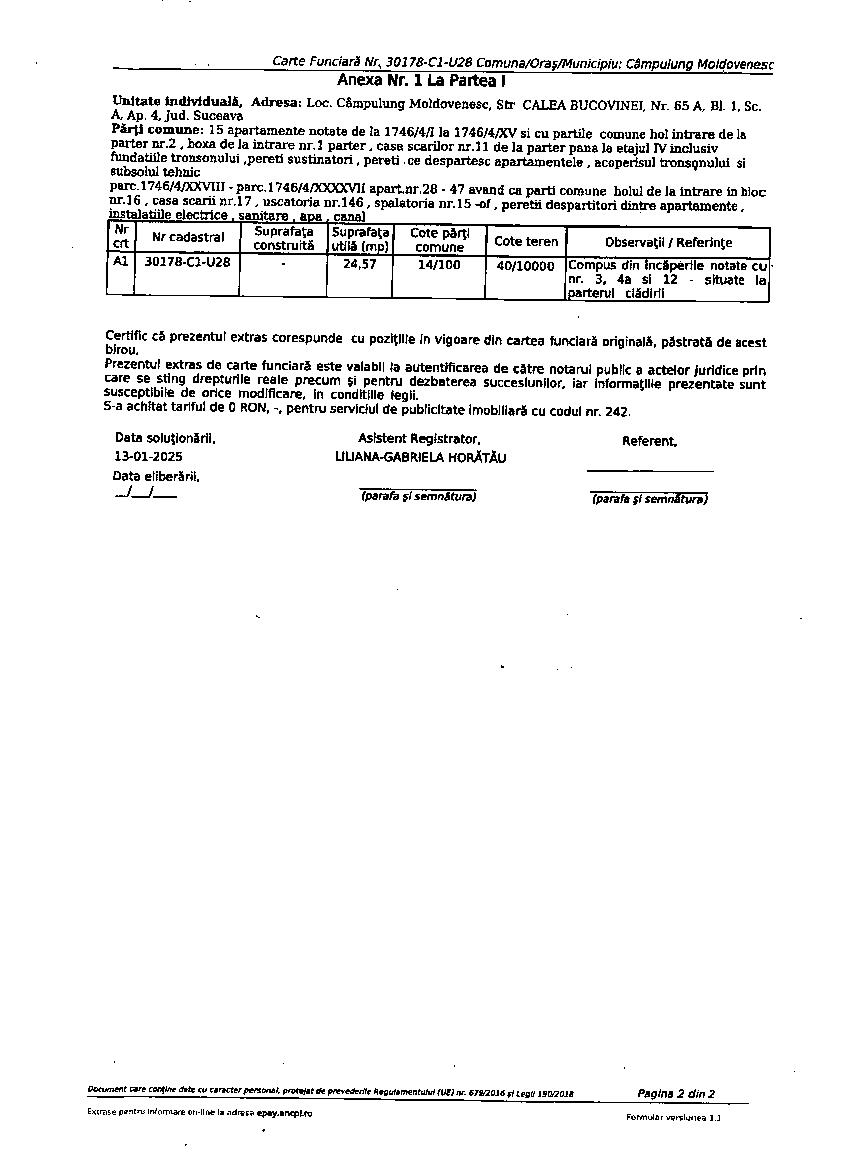 Carte Funciară Nr. 30178-C1-U28 Comuna/Oraş/Municipiu: Câmpulung Moldovenesc
Anexa Nr. 1 La Partea I
Unitate individuală, Adresa: Loc. Câmpulung Moldovenesc, Str CALEA BUCOVINEI, Nr. 65 A, Bl. 1, Sc.
A, Ap. 4, Jud. Suceava
Părţi comune: 15 apartamente notate de la 1746/4/I la 1746/4/XV si cu partile comune hol intrare de la
parter nr.2 , boxa de la intrare nr.1 parter , casa scarilor nr.11 de la parter pana la etajul IV inclusiv
fundatiile tronsonului ,pereti sustinatori , pereti ce despartesc apartamentele , acoperisul tronsonului si
subsolul tehnic
parc.1746/4/XXVIII - parc.1746/4/XXXXVII apart.nr.28 - 47 avand ca parti comune holul de la intrare in bloc
nr.16 , casa scarii nr.17 , uscatoria nr.146 , spalatoria nr.15 -of , peretii despartitori dintre apartamente ,
instalatiile electrice , sanitare , apa , canal
Nr crt Nr cadastral Suprafaţa construită Suprafaţa utilă (mp) Cote părţi comune Cote teren Observaţii / Referinţe
A1 30178-C1-U28 - 24,57 14/100 40/10000 Compus din încăperile notate cu
nr. 3, 4a si 12 - situate la
parterul clădirii
Certific că prezentul extras corespunde cu poziţiile in vigoare din cartea funciară originală, păstrată de acest
birou.
Prezentul extras de carte funciară este valabil la autentificarea de către notarul public a actelor juridice prin
care se sting drepturile reale precum şi pentru dezbaterea succesiunilor, iar informaţiile prezentate sunt
susceptibile de orice modificare, în condiţiile legii.
S-a achitat tariful de 0 RON, -, pentru serviciul de publicitate imobiliară cu codul nr. 242.
Data soluţionării, Asistent Registrator, Referent,
13-01-2025 LILIANA-GABRIELA HORĂTĂU
Data eliberării,
__/__/____ (parafa şi semnătura) (parafa şi semnătura)
Document care conţine date cu caracter personal, protejat de prevederile Regulamentului (UE) nr. 679/2016 şi Legii 190/2018 Pagina 2 din 2
Extrase pentru informare on-line la adresa epay.ancpi.ro Formular versiunea 1.1